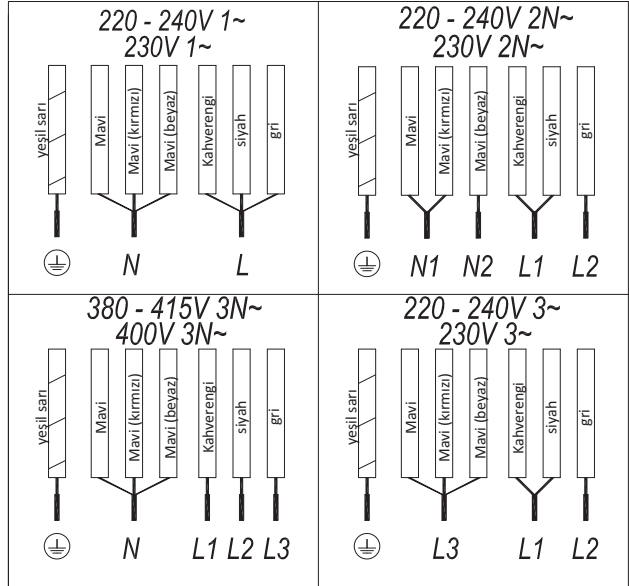 220 - 240V 1~
230V 1~
yeşil sarı
Mavi
Mavi (kırmızı)
Mavi (beyaz)
Kahverengi
siyah
gri
N
L
220 - 240V 2N~
230V 2N~
yeşil sarı
Mavi
Mavi (kırmızı)
Mavi (beyaz)
Kahverengi
siyah
gri
N1 N2 L1 L2
380 - 415V 3N~
400V 3N~
yeşil sarı
Mavi
Mavi (kırmızı)
Mavi (beyaz)
Kahverengi
siyah
gri
N L1 L2 L3
220 - 240V 3~
230V 3~
yeşil sarı
Mavi
Mavi (kırmızı)
Mavi (beyaz)
Kahverengi
siyah
gri
L3 L1 L2